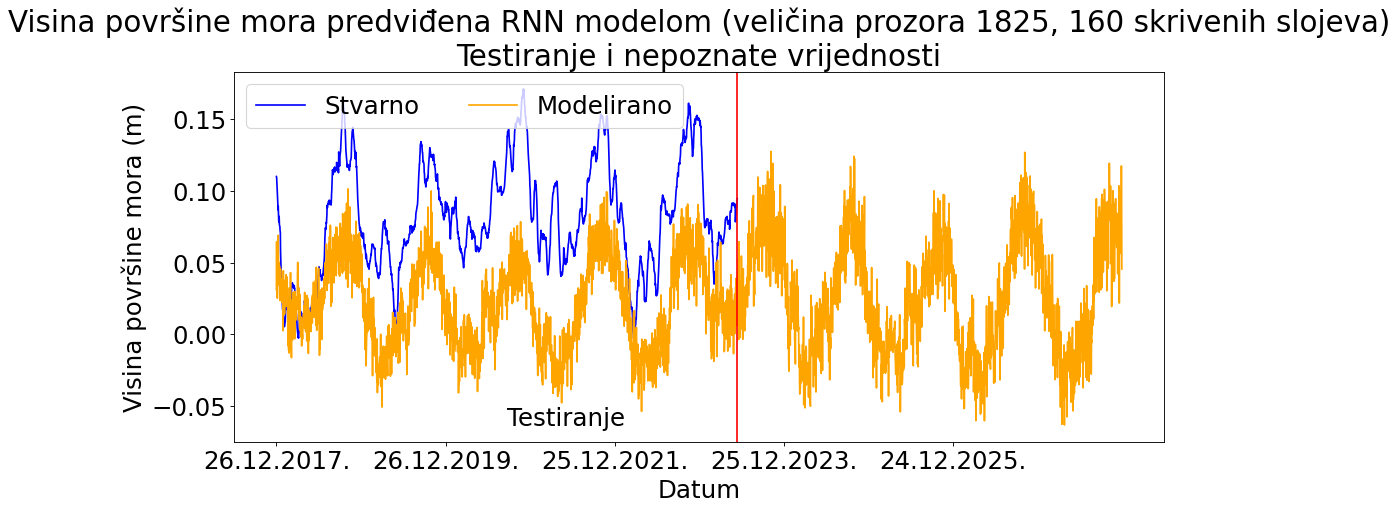 Visina površine mora predviđena RNN modelom (veličina prozora 1825, 160 skrivenih slojeva)
Testiranje i nepoznate vrijednosti
Stvarno
Modelirano
Visina površine mora (m)
0.15
0.10
0.05
0.00
−0.05
Testiranje
26.12.2017.
26.12.2019.
25.12.2021.
25.12.2023.
24.12.2025.
Datum